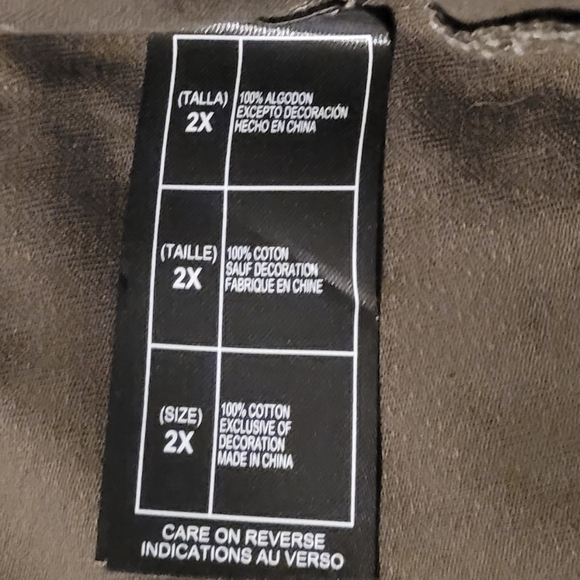 (TALLA)
2X
100% ALGODON
EXCEPTO DECORACIÓN
HECHO EN CHINA
(TAILLE)
2X
100% COTON
SAUF DECORATION
FABRIQUE EN CHINE
(SIZE)
2X
100% COTTON
EXCLUSIVE OF
DECORATION
MADE IN CHINA
CARE ON REVERSE
INDICATIONS AU VERSO